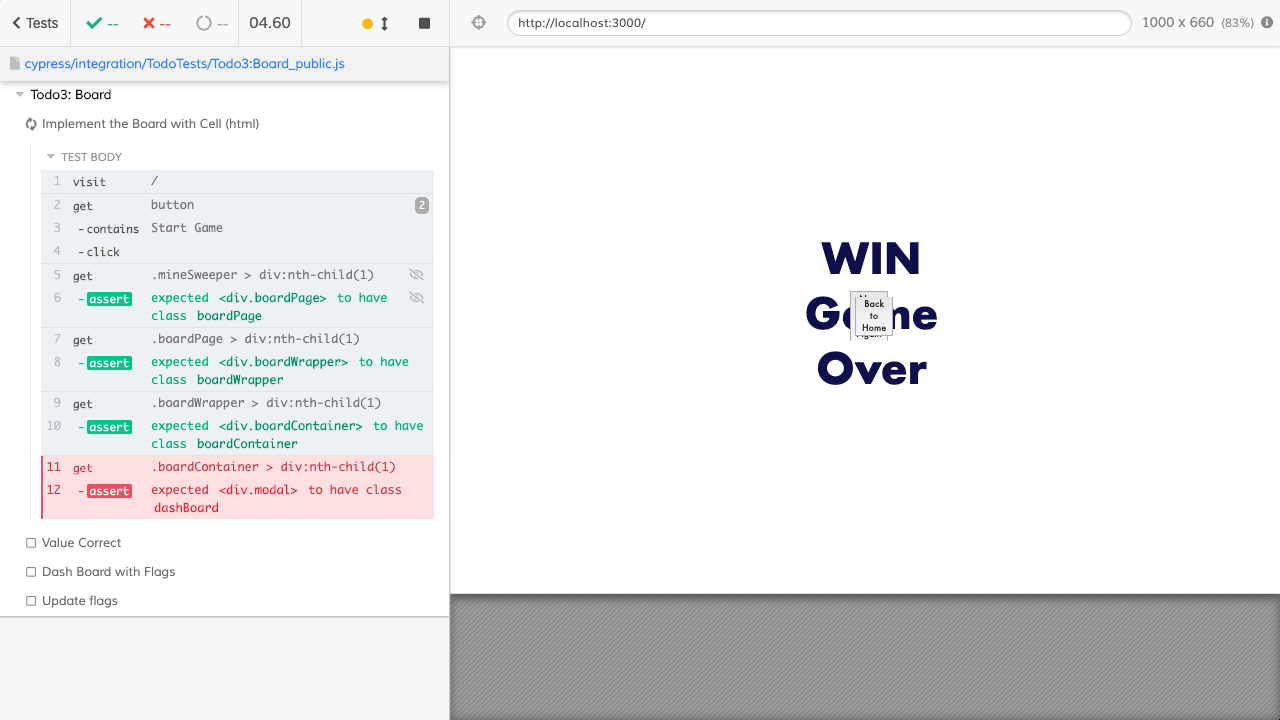 Tests -- -- -- 04.60
http://localhost:3000/ 1000 x 660 (83%)
cypress/integration/TodoTests/Todo3:Board_public.js
Todo3: Board
Implement the Board with Cell (html)
TEST BODY
1 visit /
2 get button 2
3 -contains Start Game
4 -click
5 get .mineSweeper > div:nth-child(1)
6 -assert expected <div.boardPage> to have
class boardPage
7 get .boardPage > div:nth-child(1)
8 -assert expected <div.boardWrapper> to have
class boardWrapper
9 get .boardWrapper > div:nth-child(1)
10 -assert expected <div.boardContainer> to have
class boardContainer
11 get .boardContainer > div:nth-child(1)
12 -assert expected <div.modal> to have class
dashBoard
Value Correct
Dash Board with Flags
Update flags
WIN
Game
Back
to
Home
Over